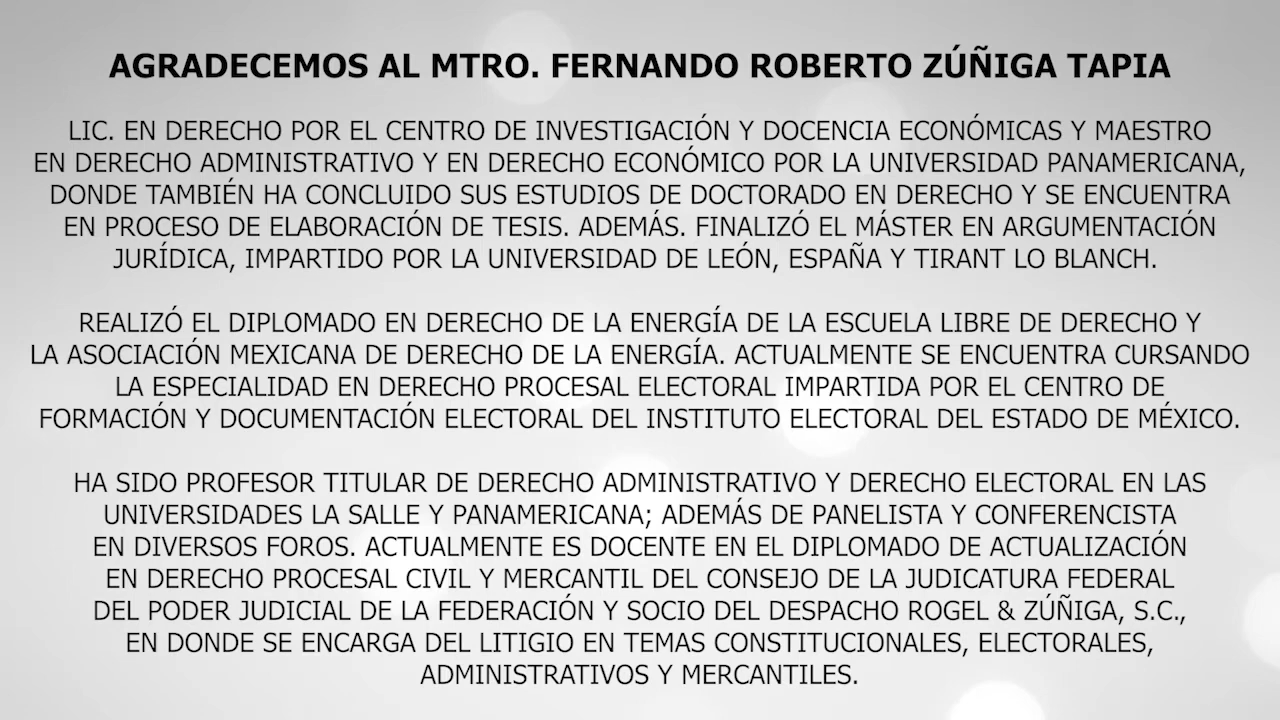 AGRADECEMOS AL MTRO. FERNANDO ROBERTO ZÚÑIGA TAPIA
LIC. EN DERECHO POR EL CENTRO DE INVESTIGACIÓN Y DOCENCIA ECONÓMICAS Y MAESTRO
EN DERECHO ADMINISTRATIVO Y EN DERECHO ECONÓMICO POR LA UNIVERSIDAD PANAMERICANA,
DONDE TAMBIÉN HA CONCLUIDO SUS ESTUDIOS DE DOCTORADO EN DERECHO Y SE ENCUENTRA
EN PROCESO DE ELABORACIÓN DE TESIS. ADEMÁS. FINALIZÓ EL MÁSTER EN ARGUMENTACIÓN
JURÍDICA, IMPARTIDO POR LA UNIVERSIDAD DE LEÓN, ESPAÑA Y TIRANT LO BLANCH.
REALIZÓ EL DIPLOMADO EN DERECHO DE LA ENERGÍA DE LA ESCUELA LIBRE DE DERECHO Y
LA ASOCIACIÓN MEXICANA DE DERECHO DE LA ENERGÍA. ACTUALMENTE SE ENCUENTRA CURSANDO
LA ESPECIALIDAD EN DERECHO PROCESAL ELECTORAL IMPARTIDA POR EL CENTRO DE
FORMACIÓN Y DOCUMENTACIÓN ELECTORAL DEL INSTITUTO ELECTORAL DEL ESTADO DE MÉXICO.
HA SIDO PROFESOR TITULAR DE DERECHO ADMINISTRATIVO Y DERECHO ELECTORAL EN LAS
UNIVERSIDADES LA SALLE Y PANAMERICANA; ADEMÁS DE PANELISTA Y CONFERENCISTA
EN DIVERSOS FOROS. ACTUALMENTE ES DOCENTE EN EL DIPLOMADO DE ACTUALIZACIÓN
EN DERECHO PROCESAL CIVIL Y MERCANTIL DEL CONSEJO DE LA JUDICATURA FEDERAL
DEL PODER JUDICIAL DE LA FEDERACIÓN Y SOCIO DEL DESPACHO ROGEL & ZÚÑIGA, S.C.,
EN DONDE SE ENCARGA DEL LITIGIO EN TEMAS CONSTITUCIONALES, ELECTORALES,
ADMINISTRATIVOS Y MERCANTILES.